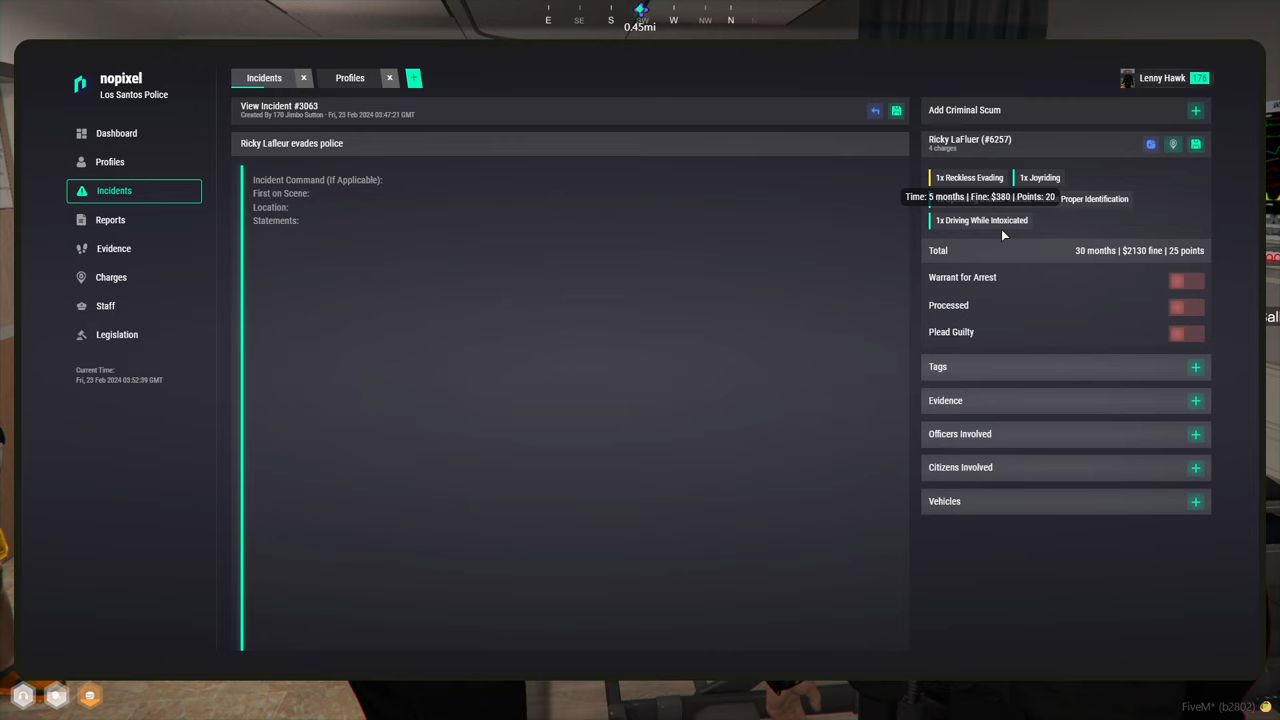 E SE S SW W NW N
0.45mi
nopixel
Los Santos Police
Dashboard
Profiles
Incidents
Reports
Evidence
Charges
Staff
Legislation
Current Time:
Fri, 23 Feb 2024 03:52:39 GMT
Incidents x Profiles x +
View Incident #3063
Created By 170 Jimbo Sutton · Fri, 23 Feb 2024 03:47:21 GMT
Ricky Lafleur evades police
Incident Command (If Applicable):
First on Scene:
Location:
Statements:
Lenny Hawk 176
Add Criminal Scum +
Ricky LaFluer (#6257)
4 charges
1x Reckless Evading 1x Joyriding
Time: 5 months | Fine: $380 | Points: 20
Proper Identification
1x Driving While Intoxicated
Total 30 months | $2130 fine | 25 points
Warrant for Arrest
Processed
Plead Guilty
Tags +
Evidence +
Officers Involved +
Citizens Involved +
Vehicles +
FiveM* (b2802)